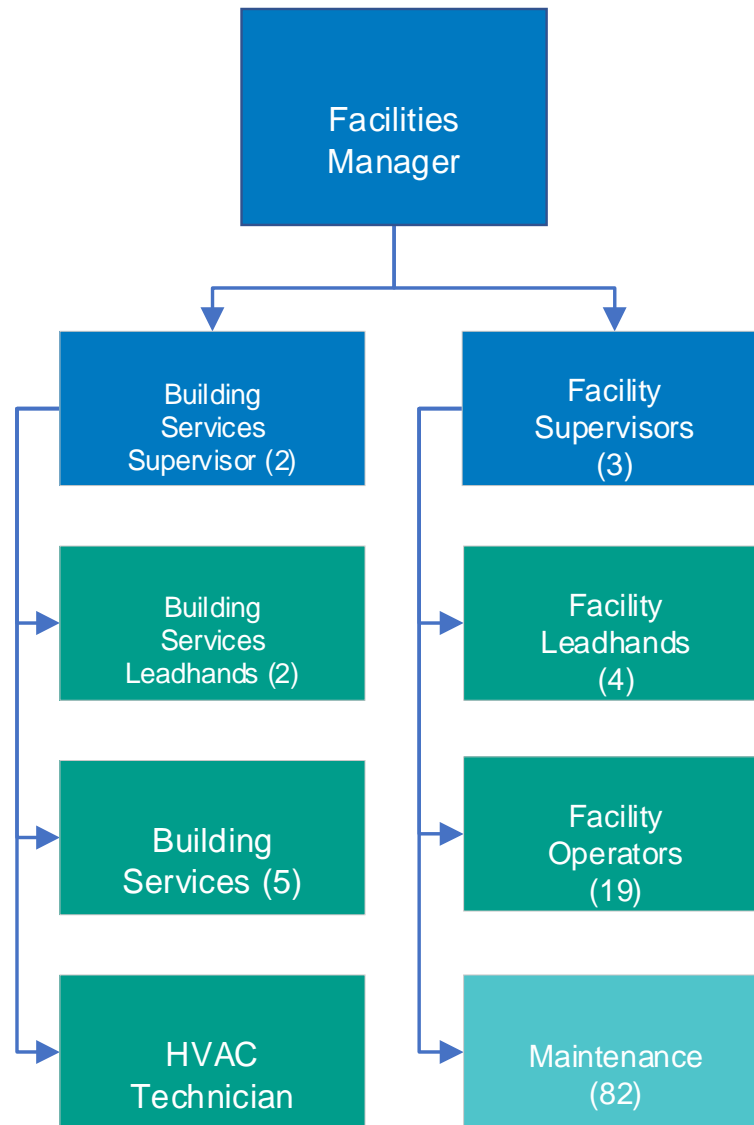 Facilities
Manager
Building
Services
Supervisor (2)
Facility
Supervisors
(3)
Building
Services
Leadhands (2)
Facility
Leadhands
(4)
Building
Services (5)
Facility
Operators
(19)
HVAC
Technician
Maintenance
(82)